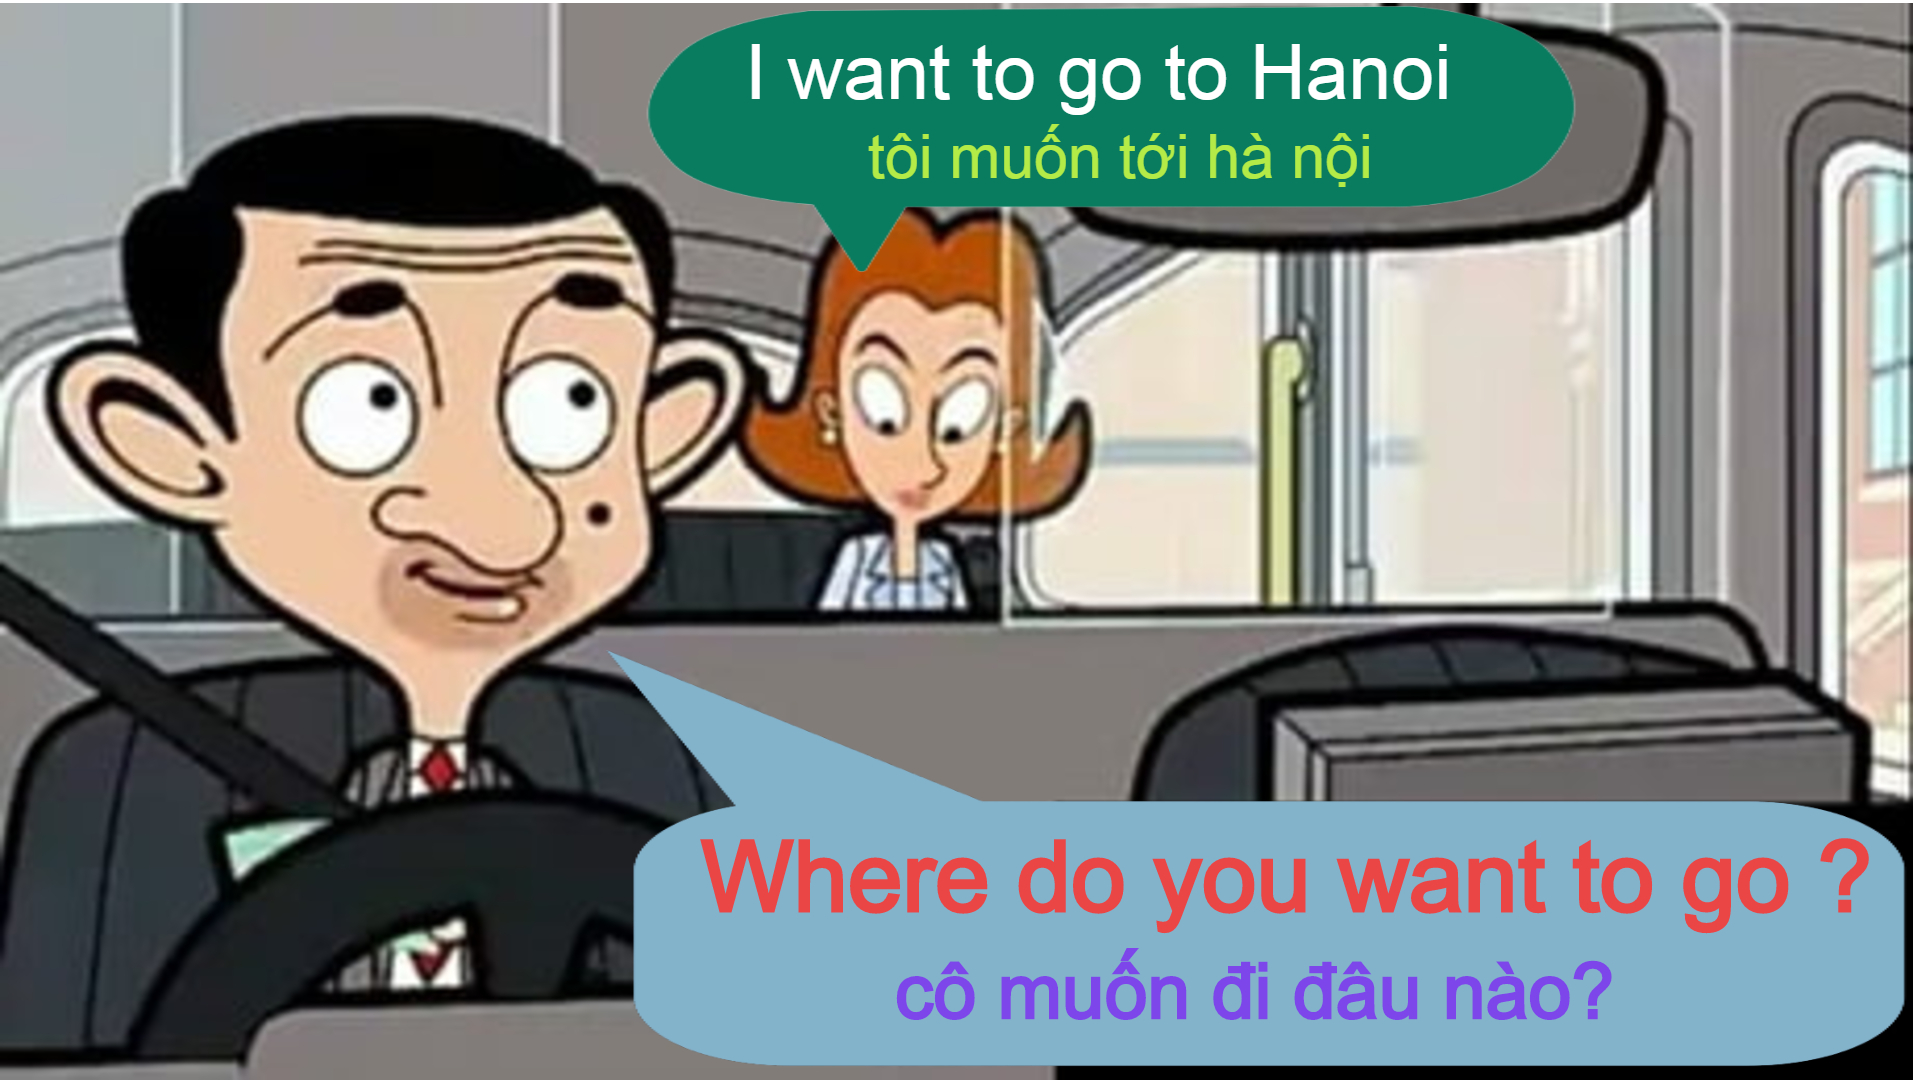 I want to go to Hanoi
tôi muốn tới hà nội
Where do you want to go ?
cô muốn đi đâu nào?